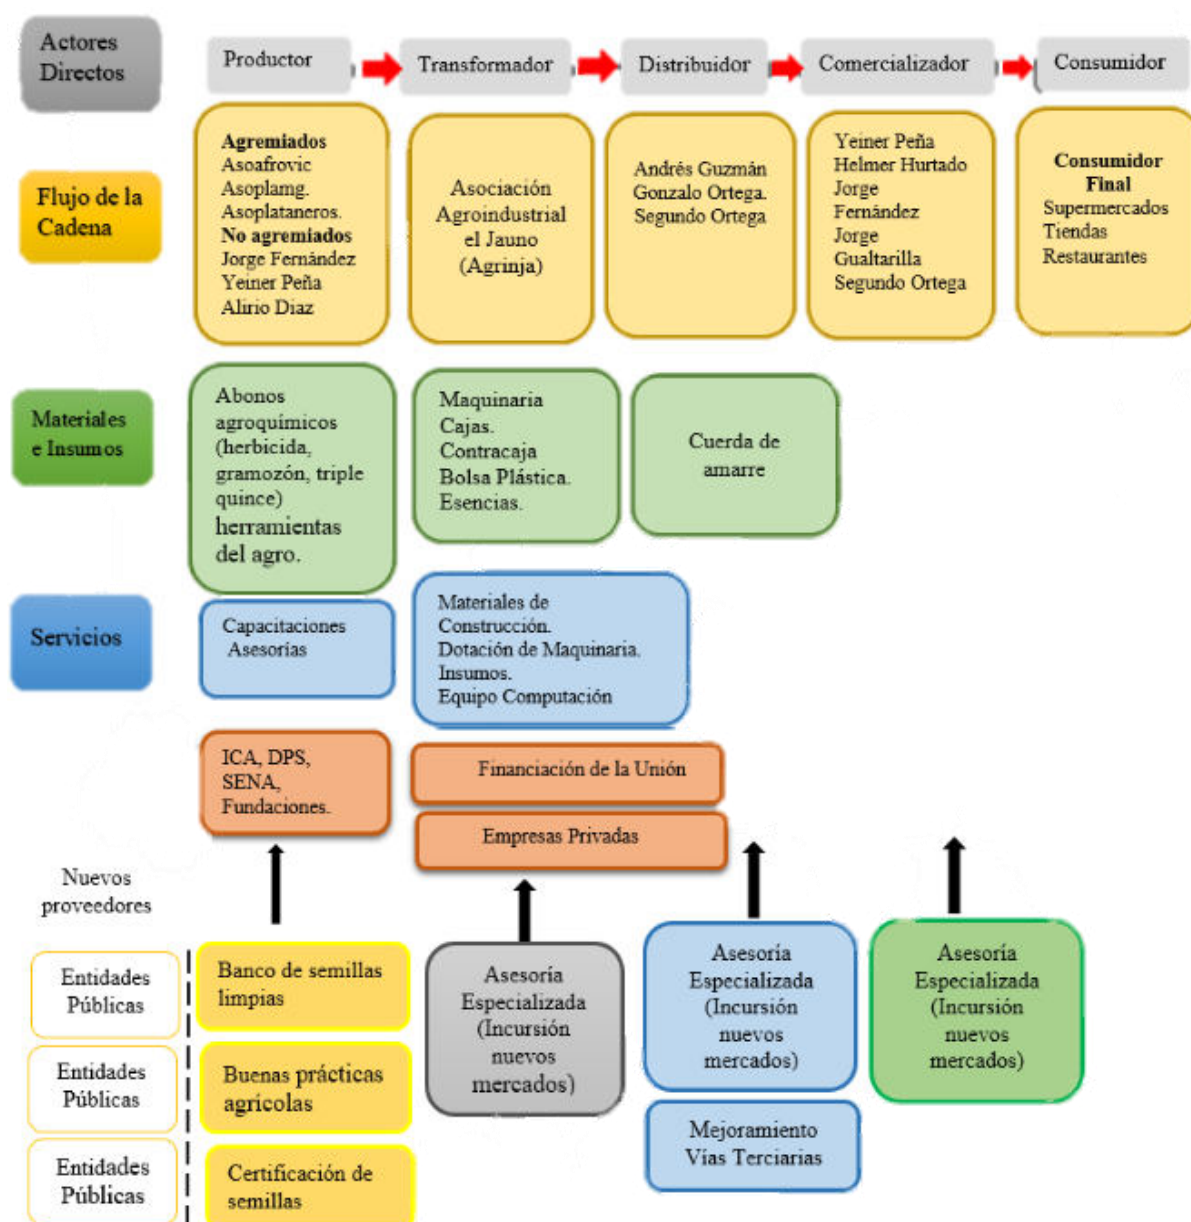 Actores
Directos
Productor
Transformador
Distribuidor
Comercializador
Consumidor
Flujo de la
Cadena
Agremiados
Asoafrovic
Asoplamg.
Asoplataneros.
No agremiados
Jorge Fernández
Yeiner Peña
Alirio Diaz
Asociación
Agroindustrial
el Jauno
(Agrinja)
Andrés Guzmán
Gonzalo Ortega.
Segundo Ortega
Yeiner Peña
Helmer Hurtado
Jorge
Fernández
Jorge
Gualtarilla
Segundo Ortega
Consumidor
Final
Supermercados
Tiendas
Restaurantes
Materiales
e Insumos
Abonos
agroquímicos
(herbicida,
gramozón, triple
quince)
herramientas
del agro.
Maquinaria
Cajas.
Contracaja
Bolsa Plástica.
Esencias.
Cuerda de
amarre
Servicios
Capacitaciones
Asesorías
Materiales de
Construcción.
Dotación de Maquinaria.
Insumos.
Equipo Computación
ICA, DPS,
SENA,
Fundaciones.
Financiación de la Unión
Empresas Privadas
Nuevos
proveedores
Entidades
Públicas
Banco de semillas
limpias
Asesoría
Especializada
(Incursión
nuevos
mercados)
Asesoría
Especializada
(Incursión
nuevos
mercados)
Asesoría
Especializada
(Incursión
nuevos
mercados)
Entidades
Públicas
Buenas prácticas
agrícolas
Mejoramiento
Vías Terciarias
Entidades
Públicas
Certificación de
semillas